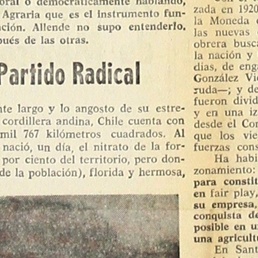 oral o democráticamente hablando,
Agraria que es el Instrumento fun-
ación. Allende no supo entenderlo,
pués de las otras.
Partido Radical
nte largo y lo angosto de su estre-
cordillera andina, Chile cuenta con
mil 767 kilómetros cuadrados. Al
nació, un día, el nitrato de la for-
por ciento del territorio, pero don-
de la población), florida y hermosa,
zada en 1920
la Moneda
las nuevas
obrera busca
la nación y
días, de enga
González Vi
ruda—; y de
fueron divid
y en una iz
desde el Con
que los vie
fuerzas cons
Ha habi
zonamiento:
para constit
en fair play,
su empresa,
conquista de
posible en u
una agricult
En Sant